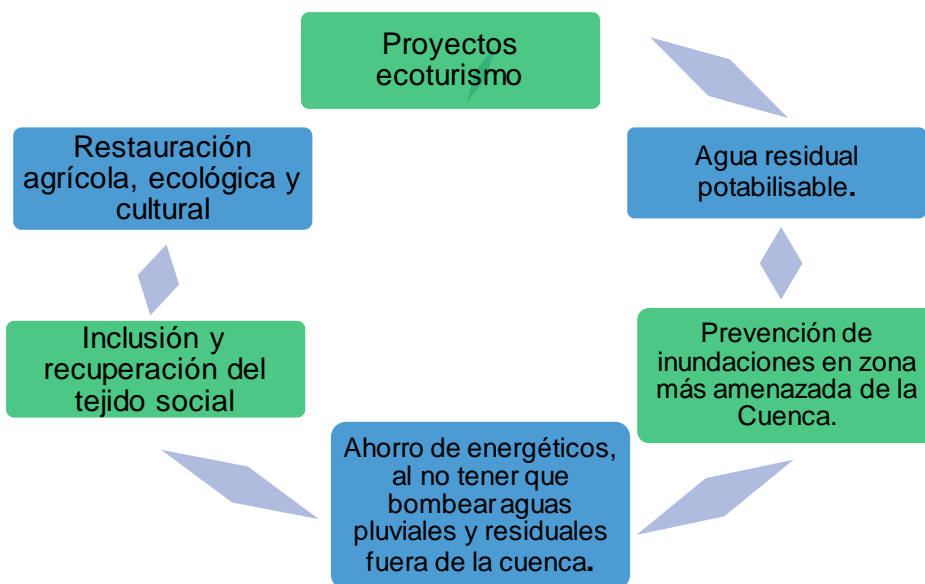 Proyectos
ecoturismo
Restauración
agrícola, ecológica y
cultural
Agua residual
potabilisable.
Inclusión y
recuperación del
tejido social
Prevención de
inundaciones en zona
más amenazada de la
Cuenca.
Ahorro de energéticos,
al no tener que
bombear aguas
pluviales y residuales
fuera de la cuenca.